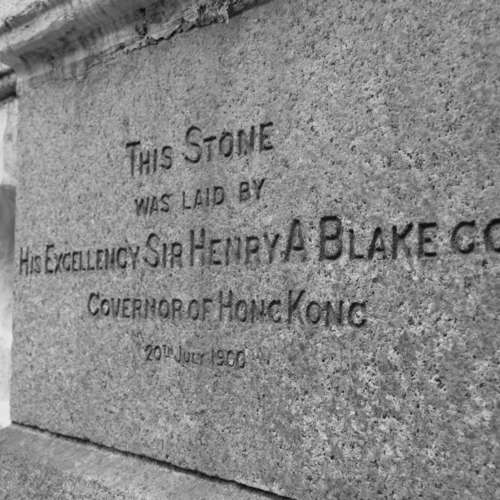 THIS STONE
WAS LAID BY
HIS EXCELLENCY SIR HENRY A BLAKE GC
GOVERNOR OF HONG KONG
20TH JULY 1900